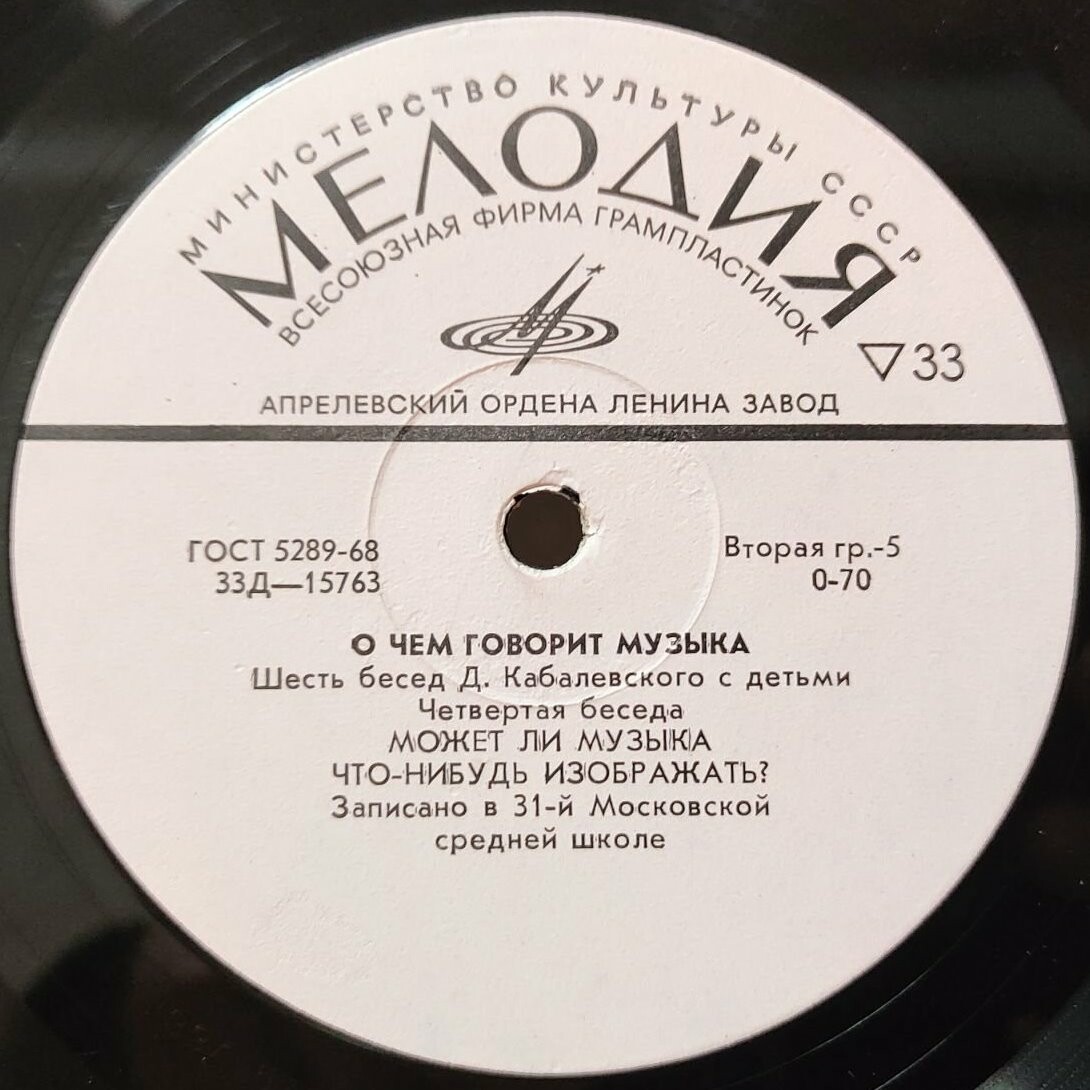 МИНИСТЕРСТВО КУЛЬТУРЫ СССР
МЕЛОДИЯ
ВСЕСОЮЗНАЯ ФИРМА ГРАМПЛАСТИНОК
33
АПРЕЛЕВСКИЙ ОРДЕНА ЛЕНИНА ЗАВОД
ГОСТ 5289-68
33Д—15763
Вторая гр.-5
0-70
О ЧЕМ ГОВОРИТ МУЗЫКА
Шесть бесед Д. Кабалевского с детьми
Четвертая беседа
МОЖЕТ ЛИ МУЗЫКА
ЧТО-НИБУДЬ ИЗОБРАЖАТЬ?
Записано в 31-й Московской
средней школе